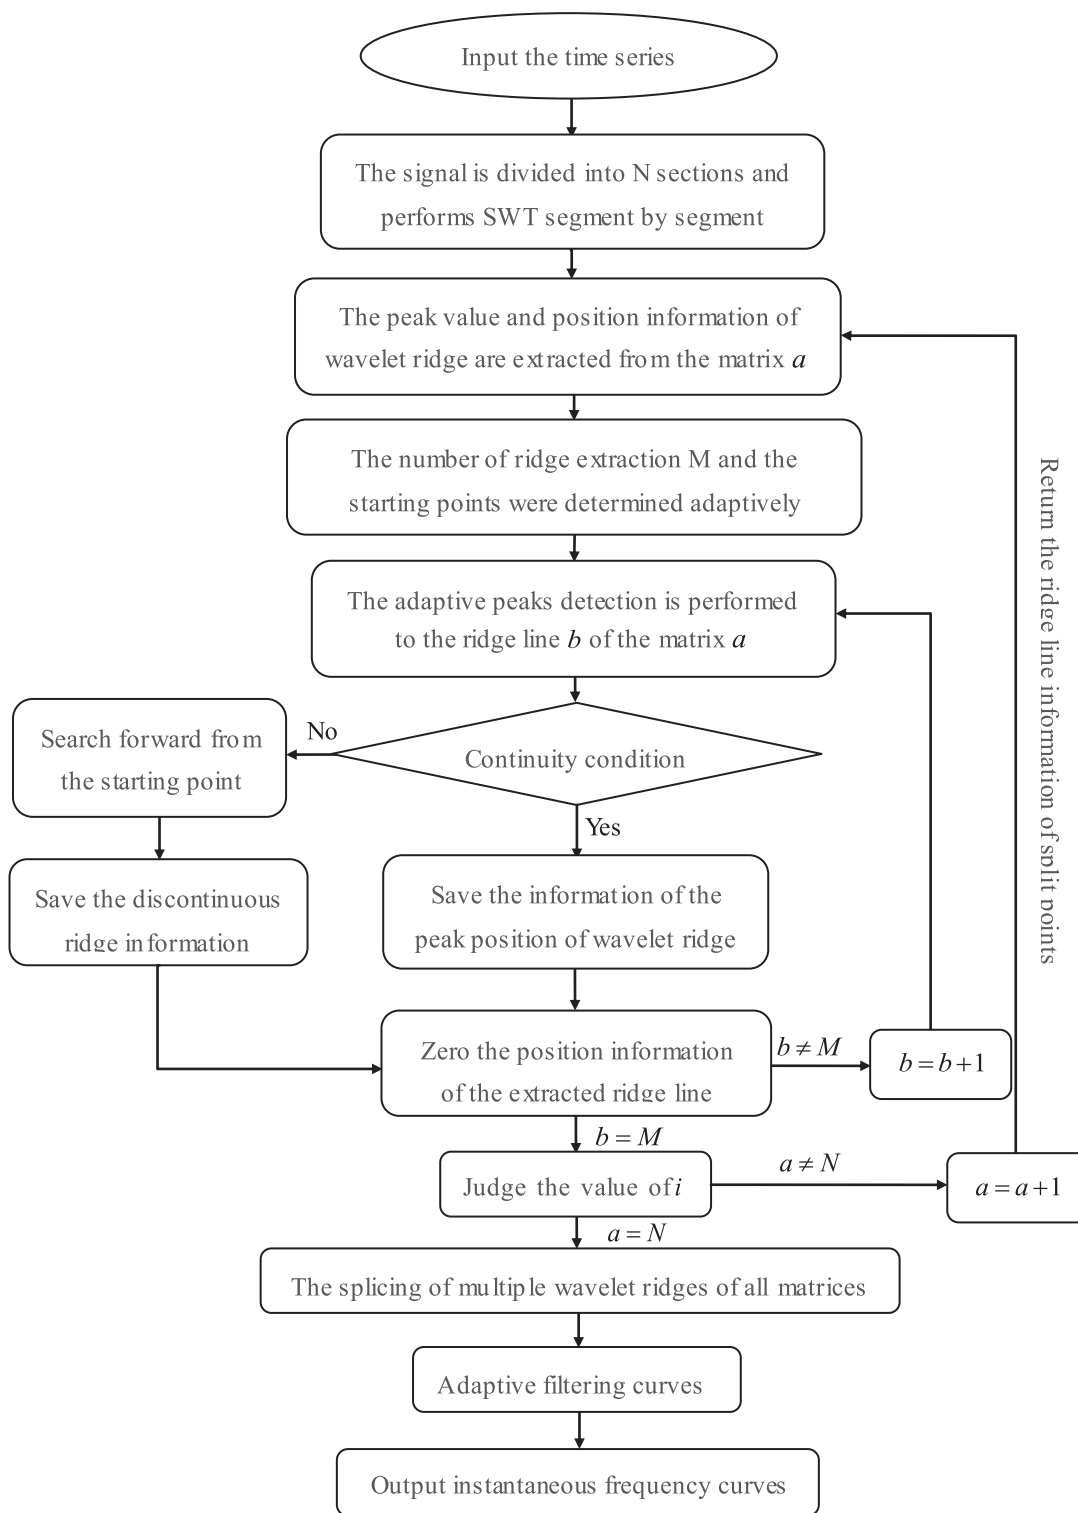 Input the time series
The signal is divided into N sections and
performs SWT segment by segment
The peak value and position information of
wavelet ridge are extracted from the matrix a
The number of ridge extraction M and the
starting points were determined adaptively
The adaptive peaks detection is performed
to the ridge line b of the matrix a
Continuity condition
No
Search forward from
the starting point
Save the discontinuous
ridge information
Yes
Save the information of the
peak position of wavelet ridge
Zero the position information
of the extracted ridge line
b ≠ M
b = b+1
b = M
Judge the value of i
a ≠ N
a = a+1
Return the ridge line information of split points
a = N
The splicing of multiple wavelet ridges of all matrices
Adaptive filtering curves
Output instantaneous frequency curves